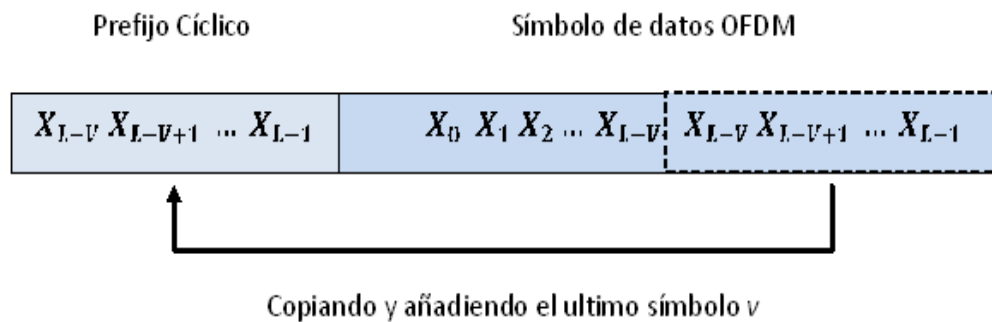 Prefijo Cíclico
Símbolo de datos OFDM
X_{L-V} X_{L-V+1} ... X_{L-1}
X_0 X_1 X_2 ... X_{L-V} X_{L-V} X_{L-V+1} ... X_{L-1}
Copiando y añadiendo el ultimo símbolo v